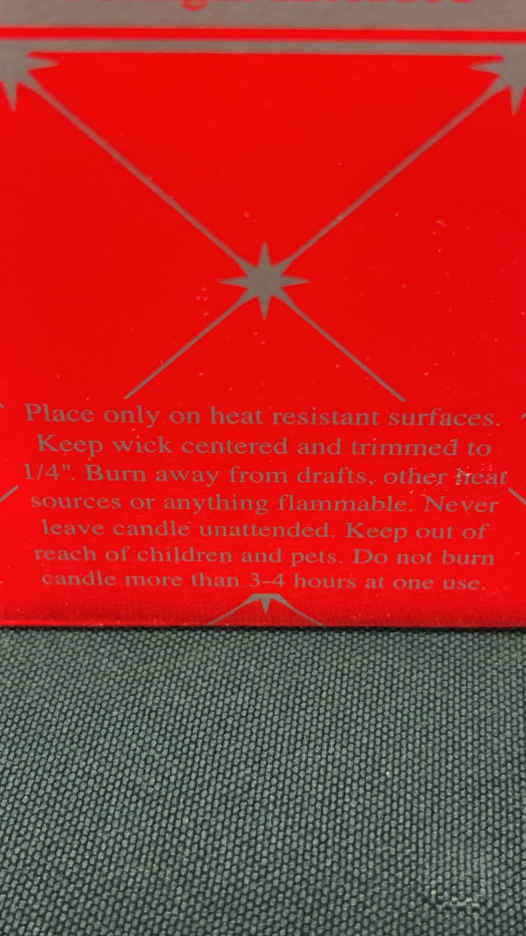 Place only on heat resistant surfaces.
Keep wick centered and trimmed to
1/4". Burn away from drafts, other heat
sources or anything flammable. Never
leave candle unattended. Keep out of
reach of children and pets. Do not burn
candle more than 3-4 hours at one use.